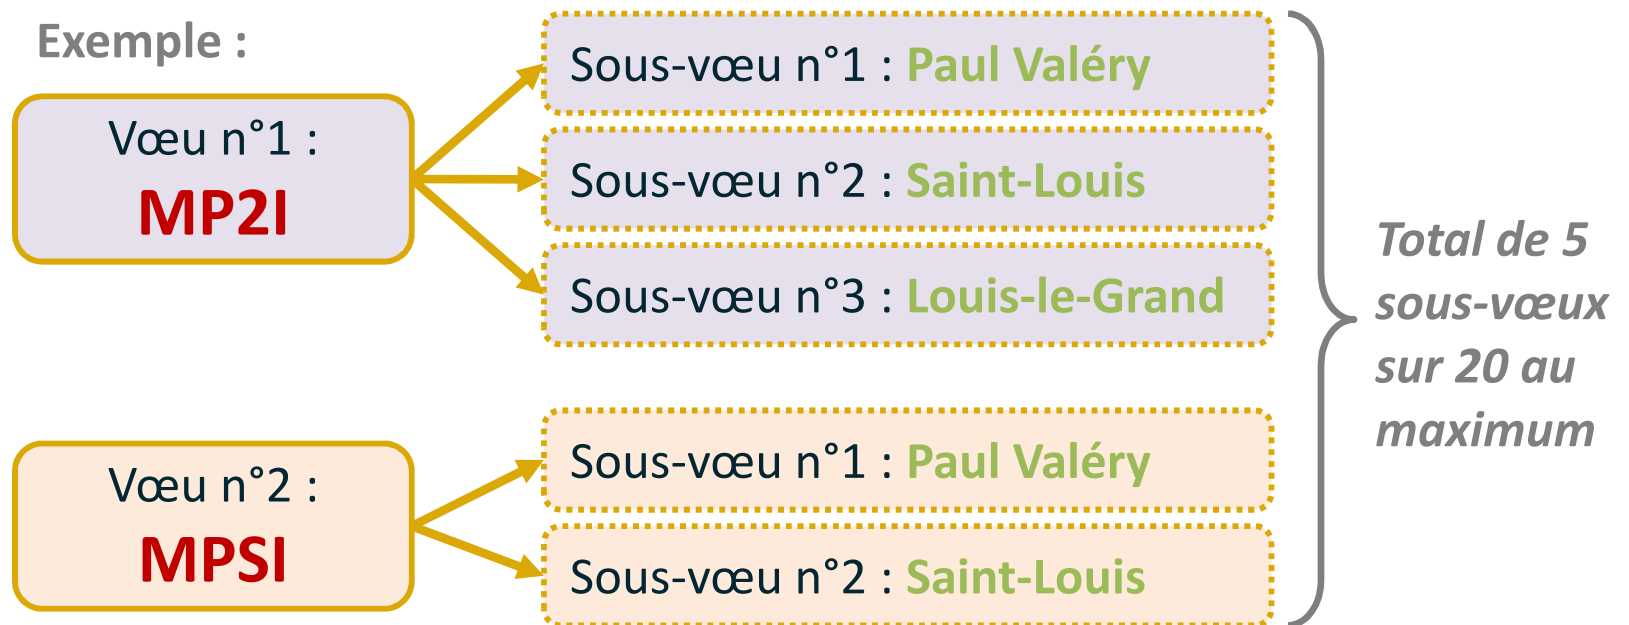 Exemple :
Vœu n°1 :
MP2I
Sous-vœu n°1 : Paul Valéry
Sous-vœu n°2 : Saint-Louis
Sous-vœu n°3 : Louis-le-Grand
Vœu n°2 :
MPSI
Sous-vœu n°1 : Paul Valéry
Sous-vœu n°2 : Saint-Louis
Total de 5
sous-vœux
sur 20 au
maximum